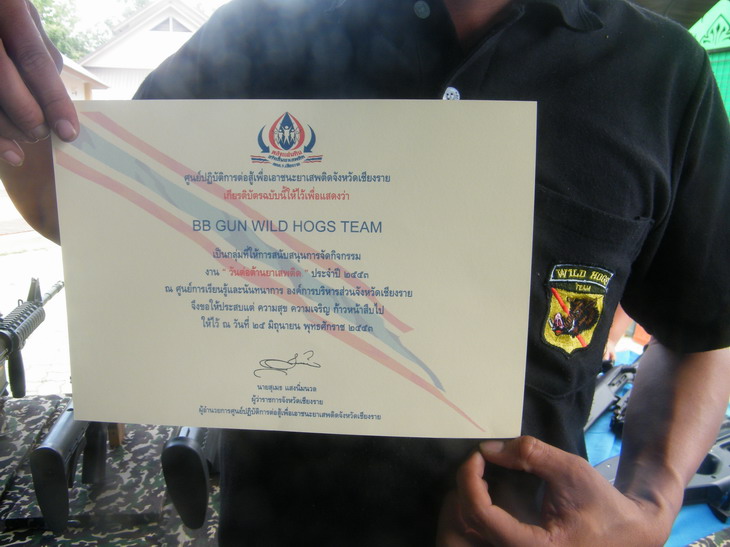 ศูนย์ปฏิบัติการต่อสู้เพื่อเอาชนะยาเสพติดจังหวัดเชียงราย
เกียรติบัตรฉบับนี้ให้ไว้เพื่อแสดงว่า
BB GUN WILD HOGS TEAM
เป็นกลุ่มที่ให้การสนับสนุนการจัดกิจกรรม
งาน " วันต่อต้านยาเสพติด " ประจำปี ๒๕๕๓
ณ ศูนย์การเรียนรู้และนันทนาการ องค์การบริหารส่วนจังหวัดเชียงราย
จึงขอให้ประสบแต่ ความสุข ความเจริญ ก้าวหน้าสืบไป
ให้ไว้ ณ วันที่ ๒๕ มิถุนายน พุทธศักราช ๒๕๕๓
นายสุเมธ แสงนิ่มนวล
ผู้ว่าราชการจังหวัดเชียงราย
ผู้อำนวยการศูนย์ปฏิบัติการต่อสู้เพื่อเอาชนะยาเสพติดจังหวัดเชียงราย
WILD HOGS
TEAM